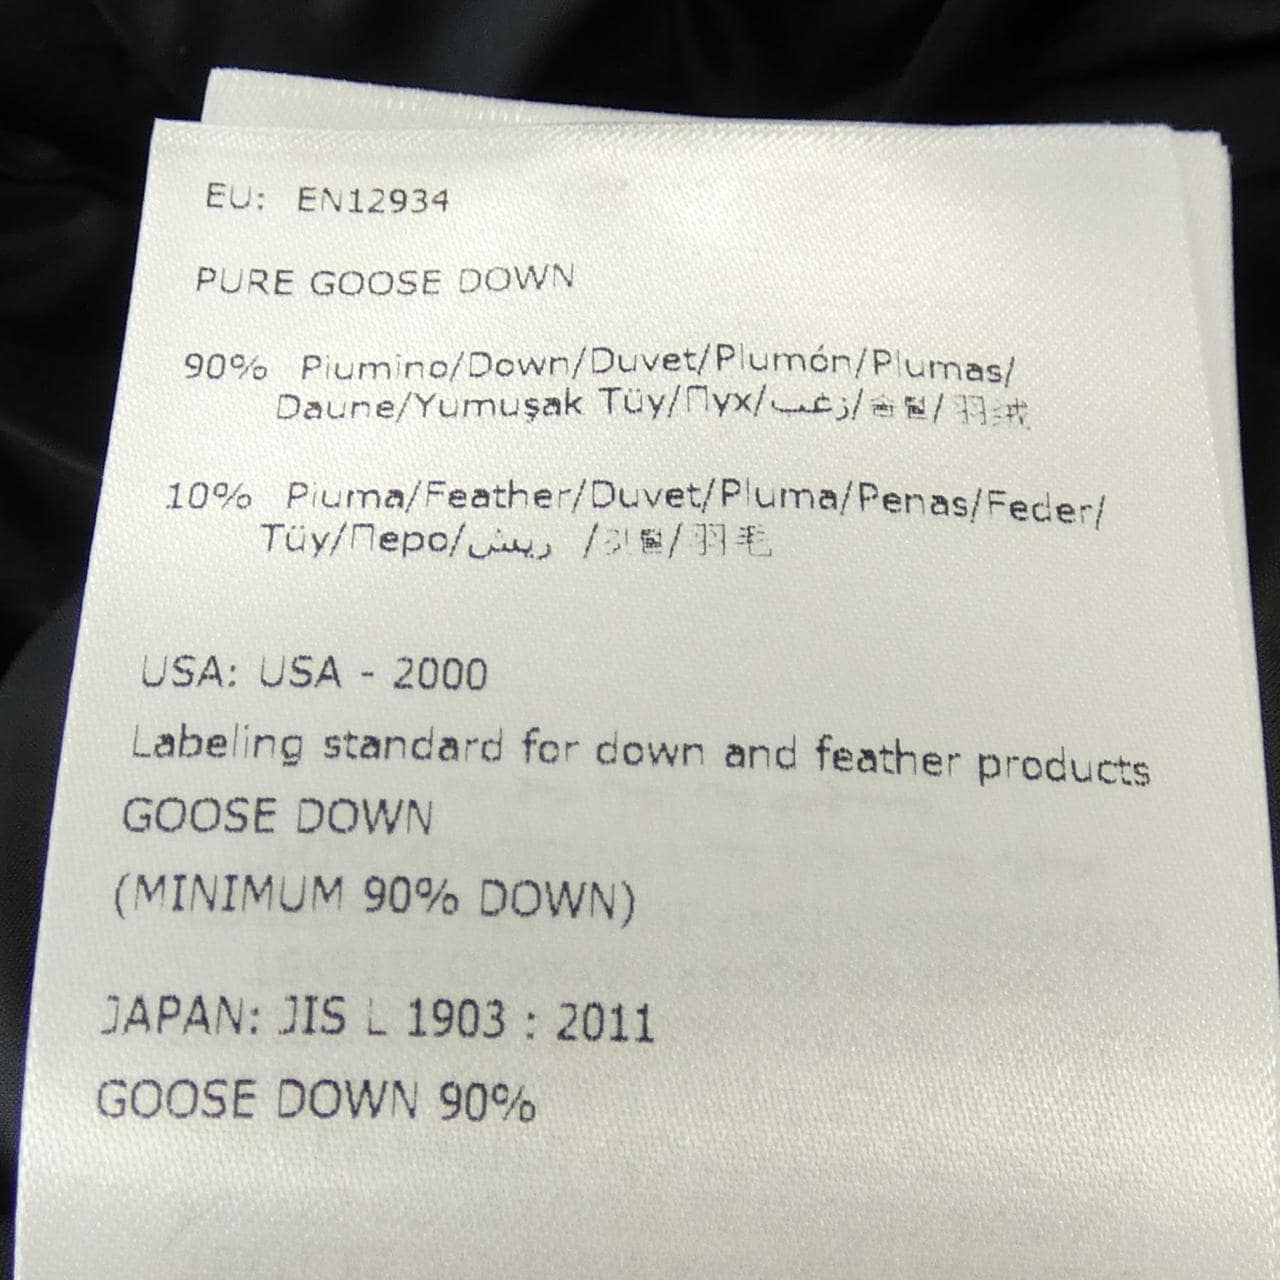 EU: EN12934
PURE GOOSE DOWN
90% Piumino/Down/Duvet/Plumón/Plumas/
Daune/Yumuşak Tüy/Пух/زغب/솜털/羽绒
10% Piuma/Feather/Duvet/Pluma/Penas/Feder/
Tüy/Перо/ريش /깃털/羽毛
USA: USA - 2000
Labeling standard for down and feather products
GOOSE DOWN
(MINIMUM 90% DOWN)
JAPAN: JIS L 1903 : 2011
GOOSE DOWN 90%